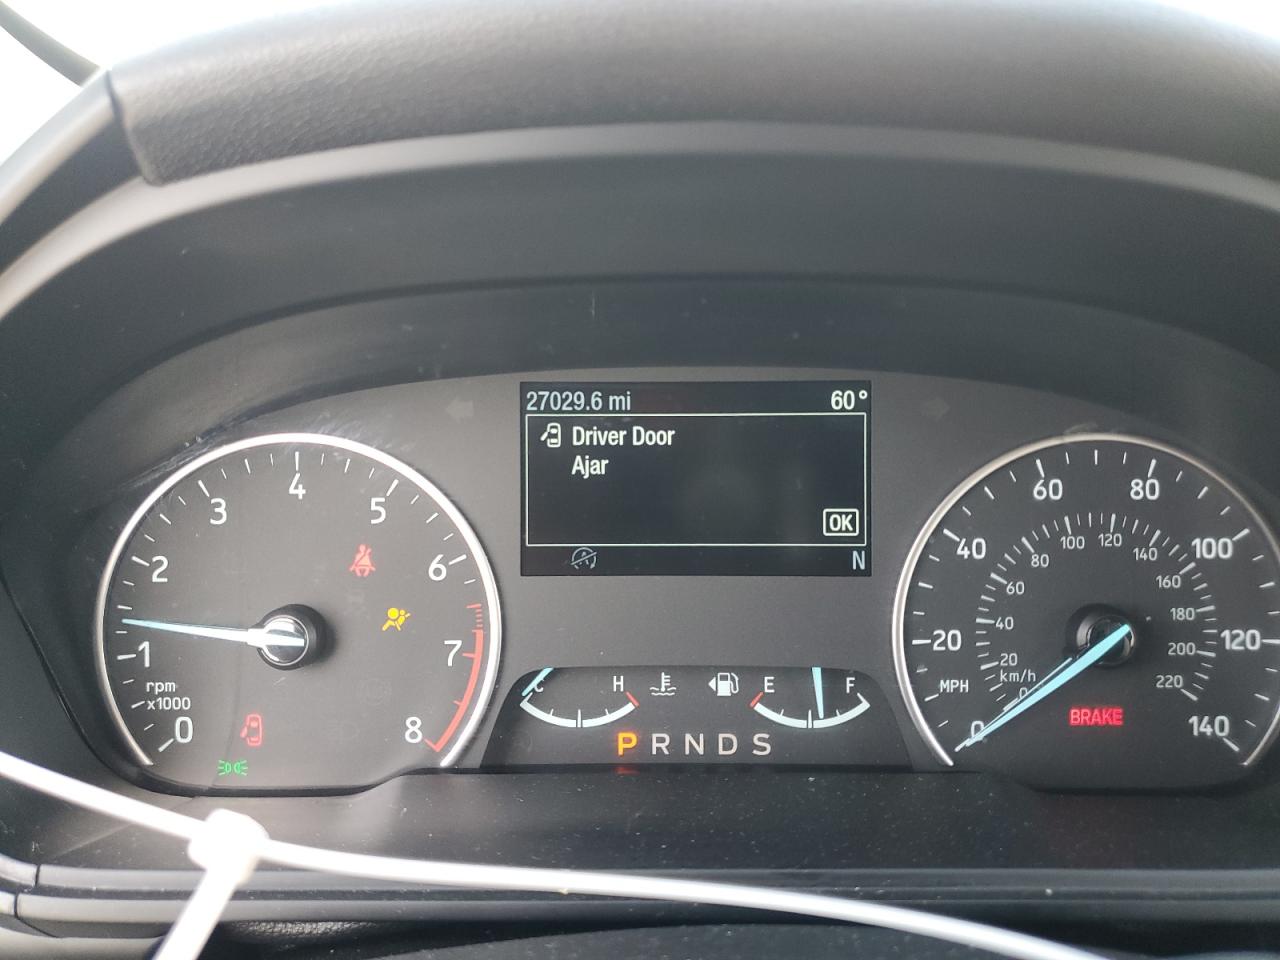 27029.6 mi 60°
Driver Door
Ajar
OK
N
0 1 2 3 4 5 6 7 8
rpm
x1000
C H E F
P R N D S
0 20 40 60 80 100 120 140
MPH
0 20 40 60 80 100 120 140 160 180 200 220
km/h
BRAKE